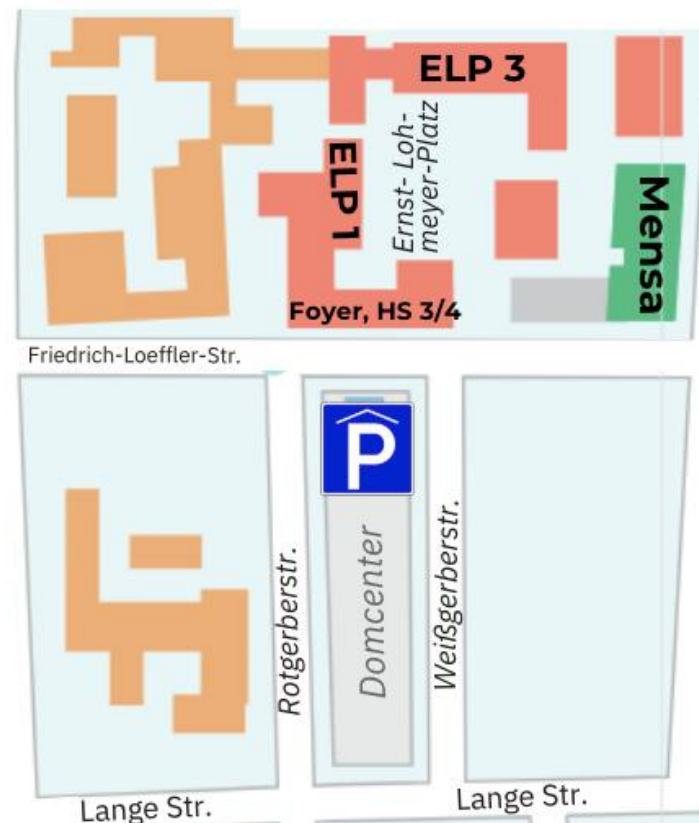 ELP 3
Ernst- Loh-
meyer-Platz
ELP 1
Mensa
Foyer, HS 3/4
Friedrich-Loeffler-Str.
P
Domcenter
Rotgerberstr.
Weißgerberstr.
Lange Str.
Lange Str.